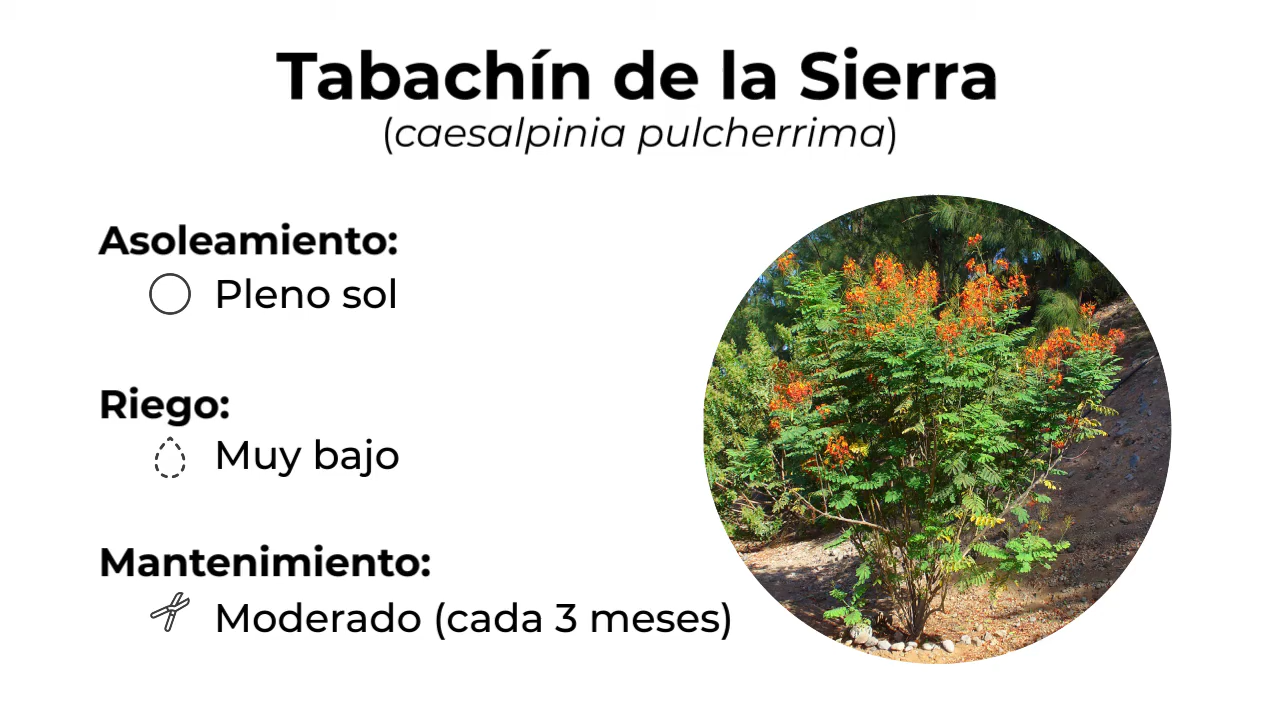 Tabachín de la Sierra
(caesalpinia pulcherrima)
Asoleamiento:
Pleno sol
Riego:
Muy bajo
Mantenimiento:
Moderado (cada 3 meses)